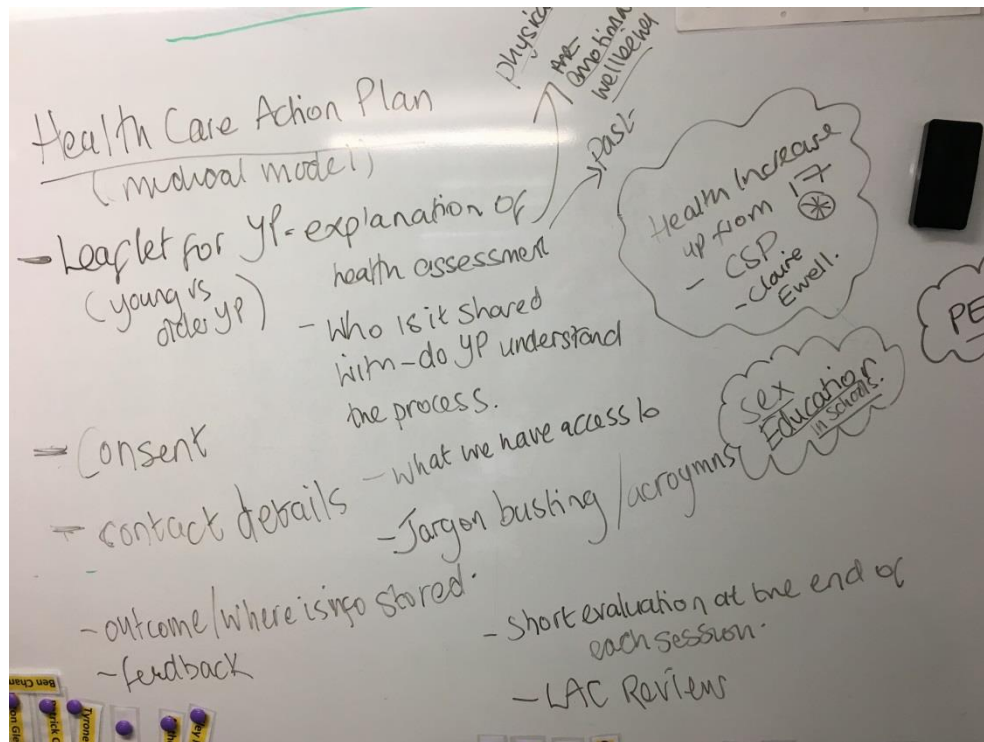 physical
and
emotional
wellbeing
Past
Health Care Action Plan
(medical model)
- Leaflet for YP - explanation of
health assessment
(young vs
older YP)
- Who is it shared
with - do YP understand
the process.
- Consent
- what we have access to
- contact details
- Jargon busting / acroymns
- outcome / where is info stored.
- feedback
- Short evaluation at the end of
each session.
- LAC Reviews
Health Increase
up from 17
- CSP
- Claire
Ewell.
Sex
Education
in schools.
PE
Ben Chan
Tyrone